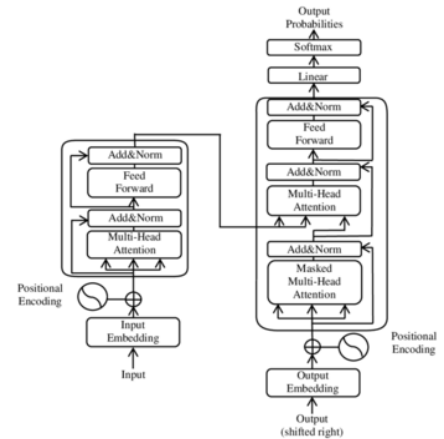 Output
Probabilities
Softmax
Linear
Add&Norm
Feed
Forward
Add&Norm
Multi-Head
Attention
Add&Norm
Masked
Multi-Head
Attention
Positional
Encoding
Output
Embedding
Output
(shifted right)
Add&Norm
Feed
Forward
Add&Norm
Multi-Head
Attention
Positional
Encoding
Input
Embedding
Input